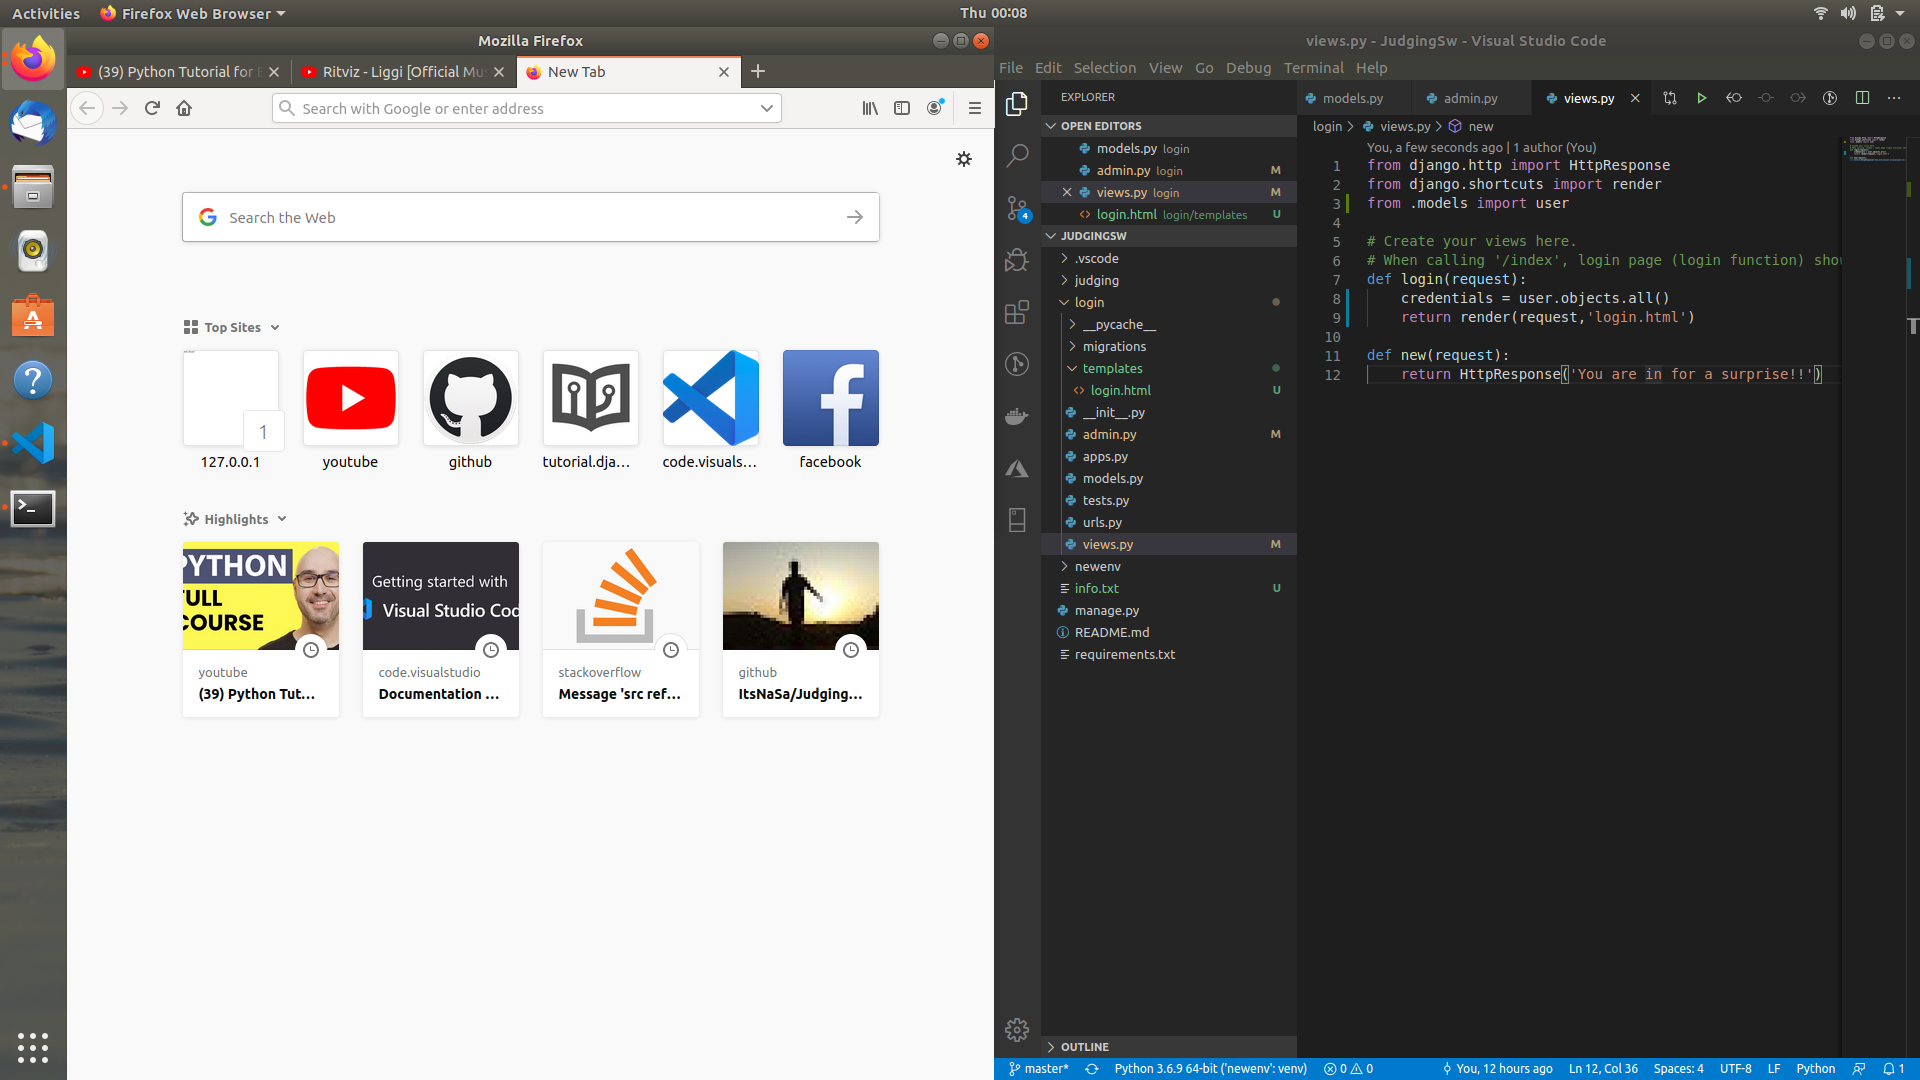 Activities
Firefox Web Browser
Thu 00:08
Mozilla Firefox
(39) Python Tutorial for
Ritviz - Liggi [Official Mus
New Tab
Search with Google or enter address
Search the Web
Top Sites
1
127.0.0.1
youtube
github
tutorial.dja...
code.visuals...
facebook
Highlights
PYTHON
FULL
COURSE
youtube
(39) Python Tut...
Getting started with
Visual Studio Cod
code.visualstudio
Documentation ...
stackoverflow
Message 'src ref...
github
ItsNaSa/Judging...
views.py - JudgingSw - Visual Studio Code
File Edit Selection View Go Debug Terminal Help
EXPLORER
OPEN EDITORS
models.py login
admin.py login M
views.py login M
login.html login/templates U
JUDGINGSW
.vscode
judging
login
__pycache__
migrations
templates
login.html U
__init__.py
admin.py M
apps.py
models.py
tests.py
urls.py
views.py M
newenv
info.txt U
manage.py
README.md
requirements.txt
OUTLINE
4
models.py
admin.py
views.py
login > views.py > new
You, a few seconds ago | 1 author (You)
1 from django.http import HttpResponse
2 from django.shortcuts import render
3 from .models import user
4
5 # Create your views here.
6 # When calling '/index', login page (login function) shou
7 def login(request):
8 credentials = user.objects.all()
9 return render(request,'login.html')
10
11 def new(request):
12 return HttpResponse('You are in for a surprise!!')
master*
Python 3.6.9 64-bit ('newenv': venv)
0 0
You, 12 hours ago
Ln 12, Col 36
Spaces: 4
UTF-8
LF
Python
1